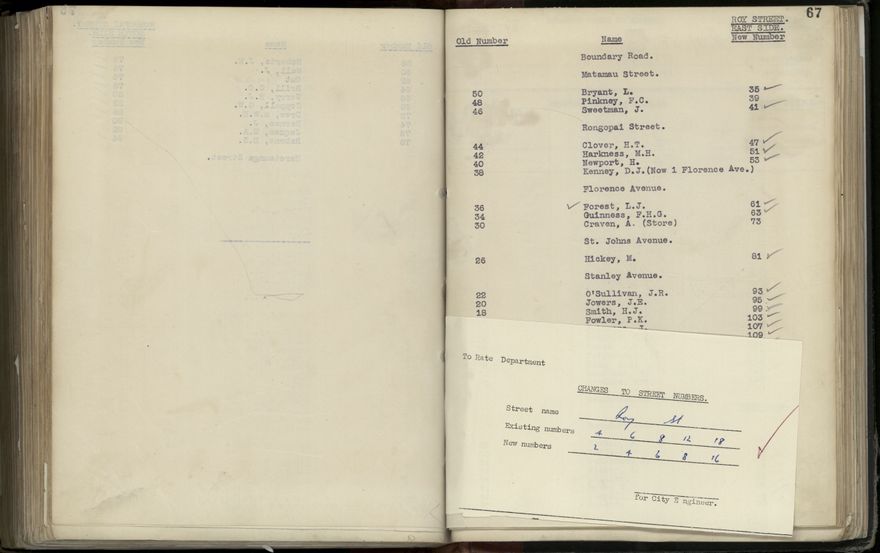 67
ROY STREET.
EAST SIDE.
Old Number Name New Number
Boundary Road.
Matamau Street.
50 Bryant, L. 35
48 Pinkney, F.C. 39
46 Sweetman, J. 41
Rongopai Street.
44 Clover, H.T. 47
42 Harkness, M.H. 51
40 Newport, H. 53
38 Kenney, D.J.(Now 1 Florence Ave.)
Florence Avenue.
36 Forest, L.J. 61
34 Guinness, F.H.G. 63
30 Craven, A. (Store) 73
St. Johns Avenue.
26 Hickey, M. 81
Stanley Avenue.
22 O'Sullivan, J.R. 93
20 Jowers, J.E. 95
18 Smith, H.J. 99
Fowler, P.K. 103
107
109
To Rate Department
CHANGES TO STREET NUMBERS.
Street name Roy St
Existing numbers 4 6 8 12 18
New numbers 2 4 6 8 16
For City E ngineer.